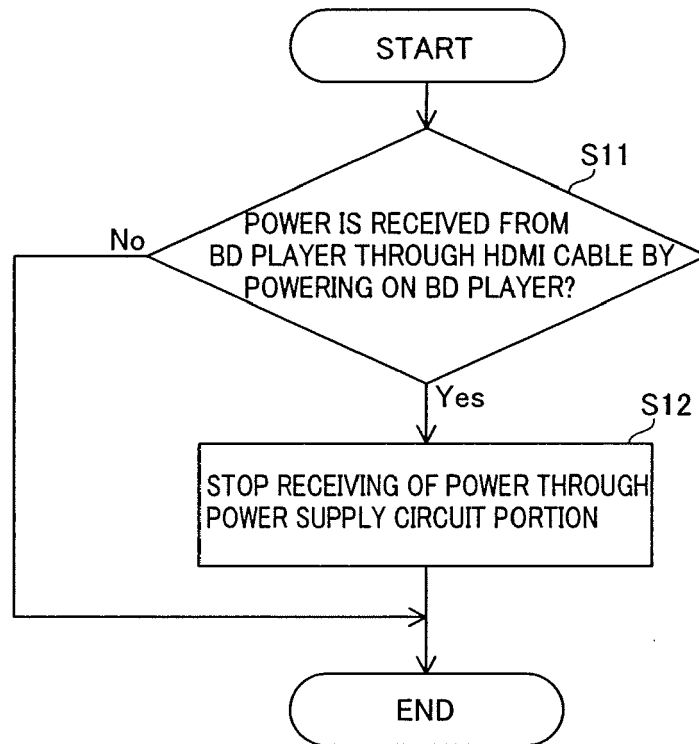 START
S11
POWER IS RECEIVED FROM
BD PLAYER THROUGH HDMI CABLE BY
POWERING ON BD PLAYER?
No
Yes
S12
STOP RECEIVING OF POWER THROUGH
POWER SUPPLY CIRCUIT PORTION
END